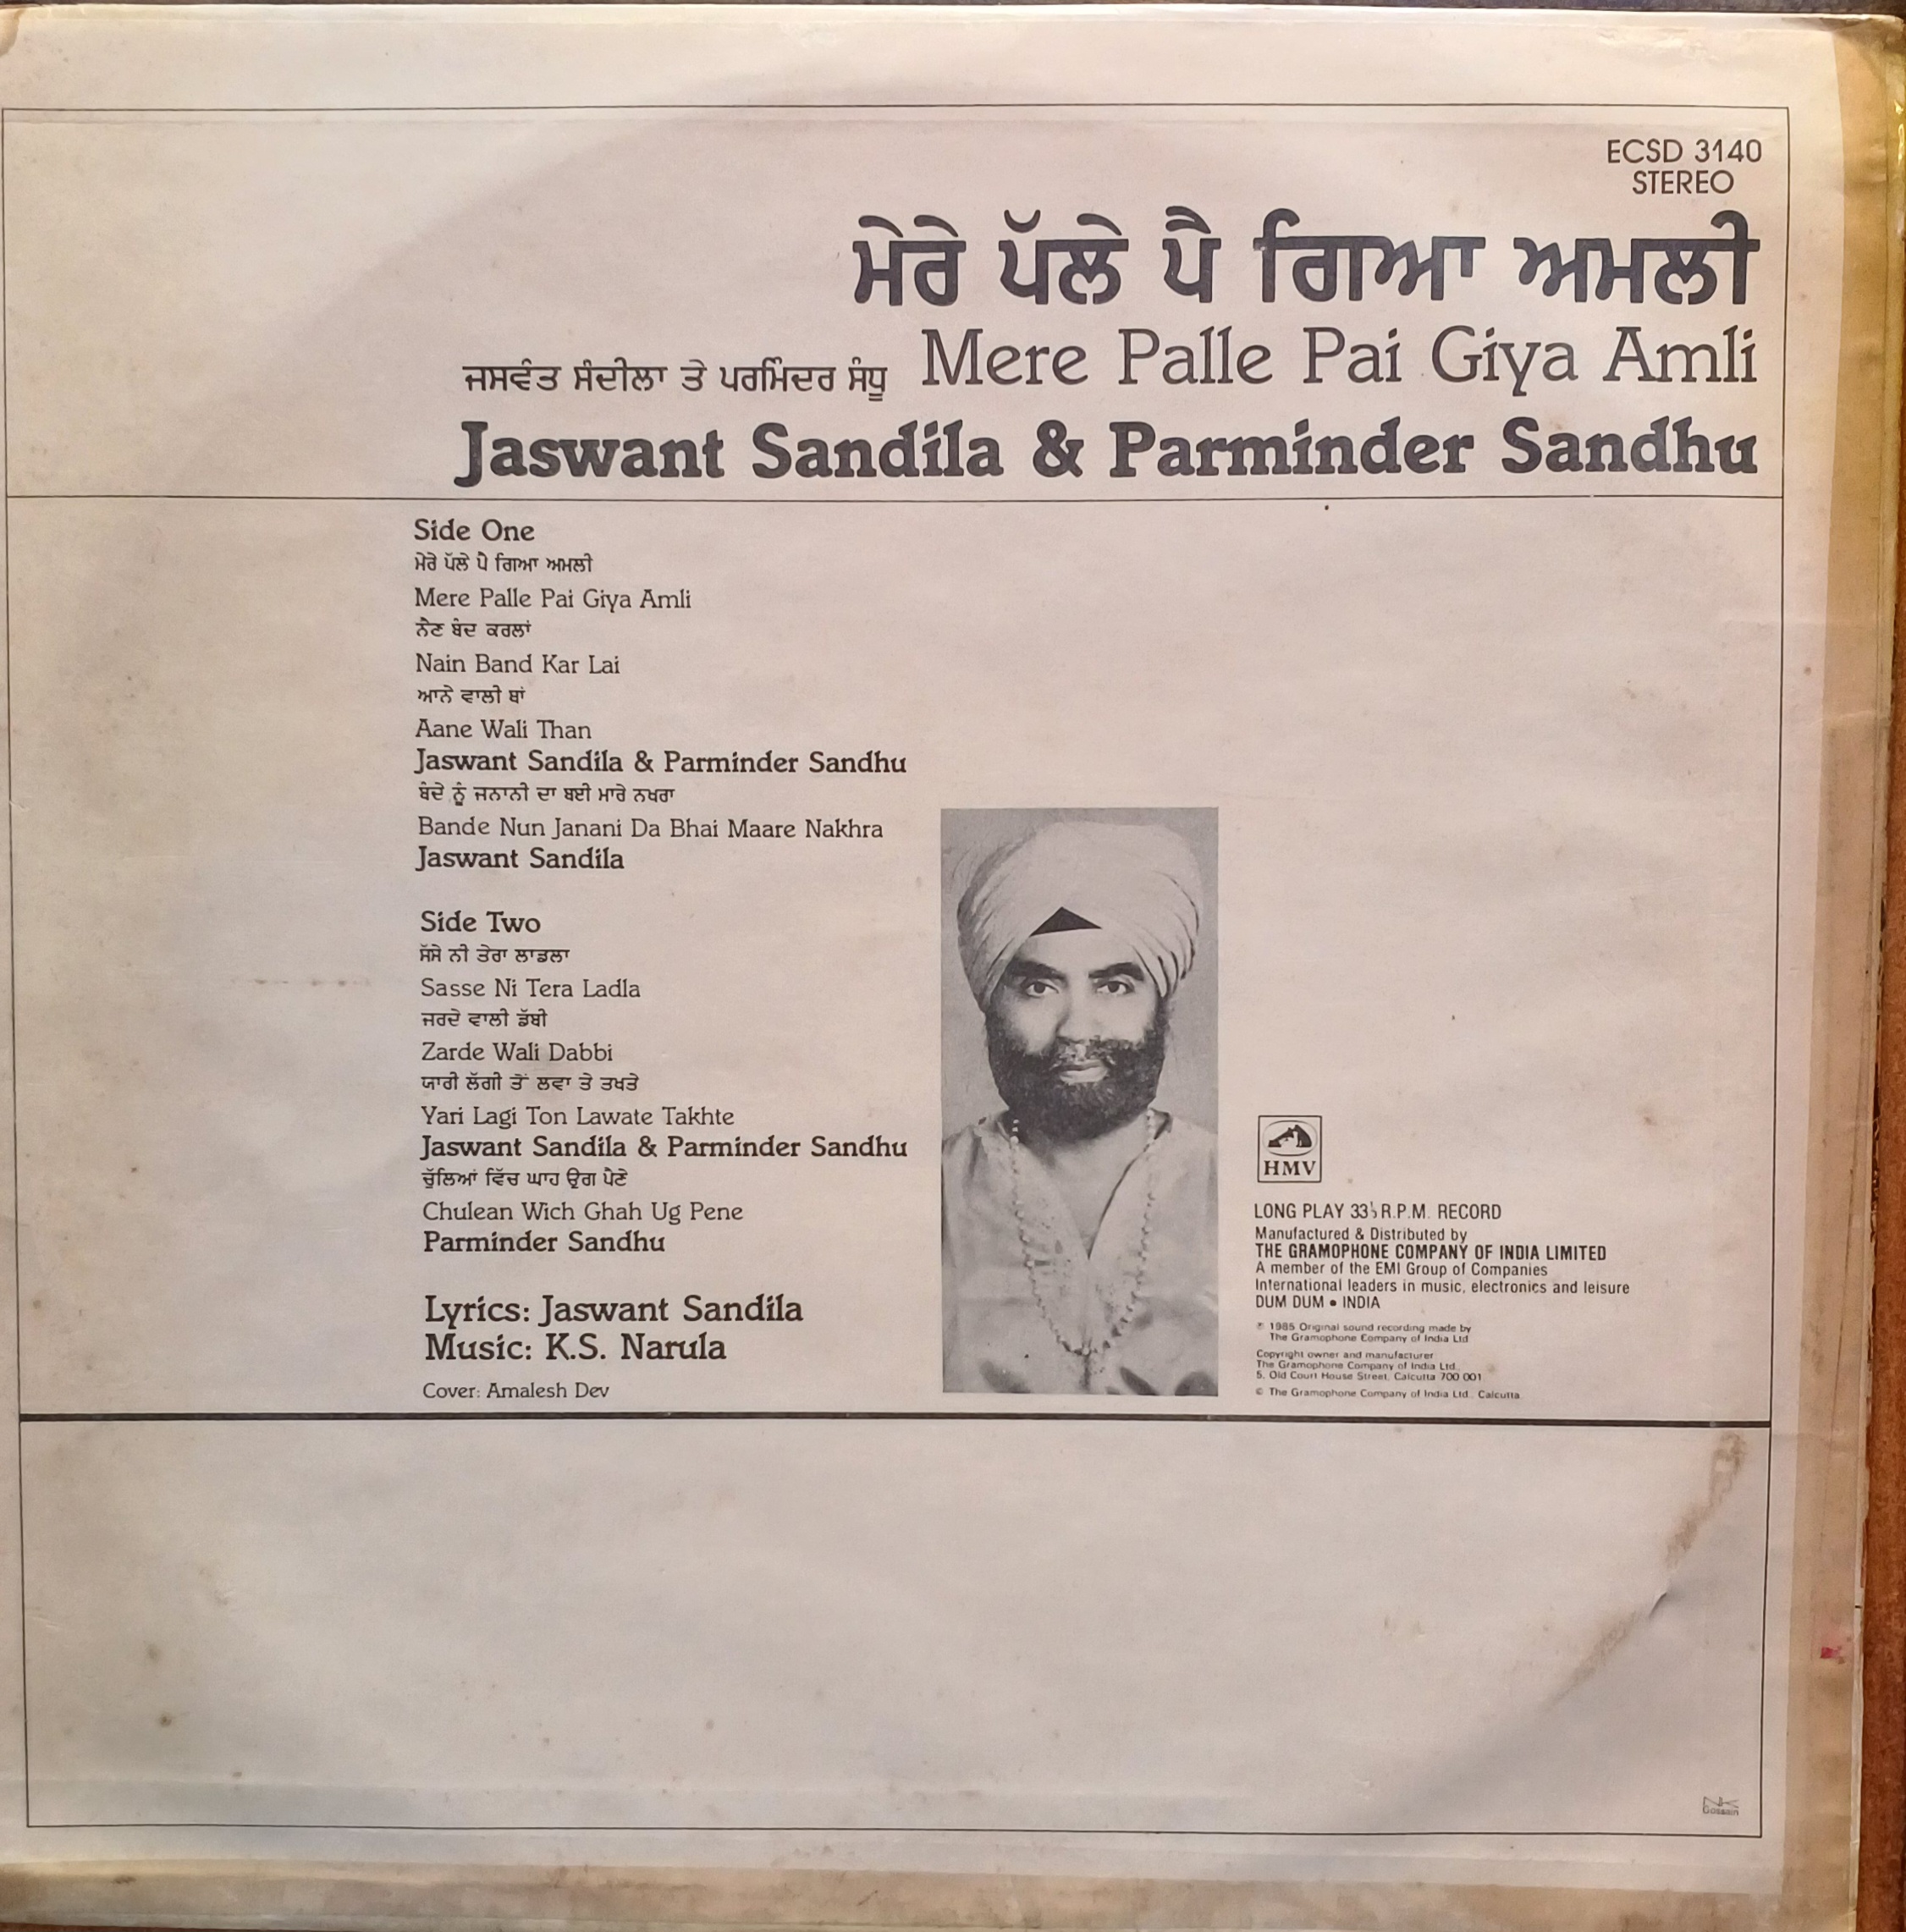 ECSD 3140
STEREO
ਮੇਰੇ ਪੱਲੇ ਪੈ ਗਿਆ ਅਮਲੀ
Mere Palle Pai Giya Amli
ਜਸਵੰਤ ਸੰਦੀਲਾ ਤੇ ਪਰਮਿੰਦਰ ਸੰਧੂ
Jaswant Sandila & Parminder Sandhu
Side One
ਮੇਰੇ ਪੱਲੇ ਪੈ ਗਿਆ ਅਮਲੀ
Mere Palle Pai Giya Amli
ਨੈਣ ਬੰਦ ਕਰਲਾਂ
Nain Band Kar Lai
ਆਨੇ ਵਾਲੀ ਥਾਂ
Aane Wali Than
Jaswant Sandila & Parminder Sandhu
ਬੰਦੇ ਨੂੰ ਜਨਾਨੀ ਦਾ ਬਈ ਮਾਰੇ ਨਖਰਾ
Bande Nun Janani Da Bhai Maare Nakhra
Jaswant Sandila
Side Two
ਸੱਸੇ ਨੀ ਤੇਰਾ ਲਾਡਲਾ
Sasse Ni Tera Ladla
ਜਰਦੇ ਵਾਲੀ ਡੱਬੀ
Zarde Wali Dabbi
ਯਾਰੀ ਲੱਗੀ ਤੋਂ ਲਵਾ ਤੇ ਤਖਤੇ
Yari Lagi Ton Lawate Takhte
Jaswant Sandila & Parminder Sandhu
ਚੁੱਲਿਆਂ ਵਿੱਚ ਘਾਹ ਉਗ ਪੈਣੇ
Chulean Wich Ghah Ug Pene
Parminder Sandhu
Lyrics: Jaswant Sandila
Music: K.S. Narula
Cover: Amalesh Dev
HMV
LONG PLAY 33⅓ R.P.M. RECORD
Manufactured & Distributed by
THE GRAMOPHONE COMPANY OF INDIA LIMITED
A member of the EMI Group of Companies
International leaders in music, electronics and leisure
DUM DUM • INDIA
℗ 1985 Original sound recording made by
The Gramophone Company of India Ltd
Copyright owner and manufacturer
The Gramophone Company of India Ltd.
5, Old Court House Street, Calcutta 700 001
© The Gramophone Company of India Ltd., Calcutta